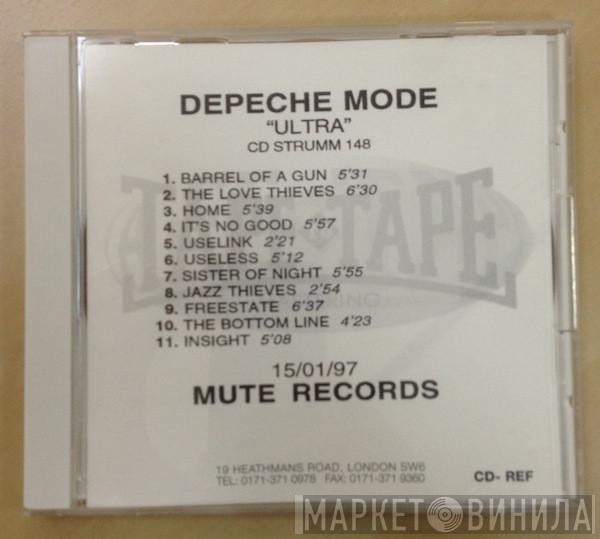 DEPECHE MODE
"ULTRA"
CD STRUMM 148
1. BARREL OF A GUN 5'31
2. THE LOVE THIEVES 6'30
3. HOME 5'39
4. IT'S NO GOOD 5'57
5. USELINK 2'21
6. USELESS 5'12
7. SISTER OF NIGHT 5'55
8. JAZZ THIEVES 2'54
9. FREESTATE 6'37
10. THE BOTTOM LINE 4'23
11. INSIGHT 5'08
TAPE
15/01/97
MUTE RECORDS
19 HEATHMANS ROAD, LONDON SW6
TEL: 0171-371 0978 FAX: 0171-371 9360
CD- REF
МАРКЕТ ВИНИЛА